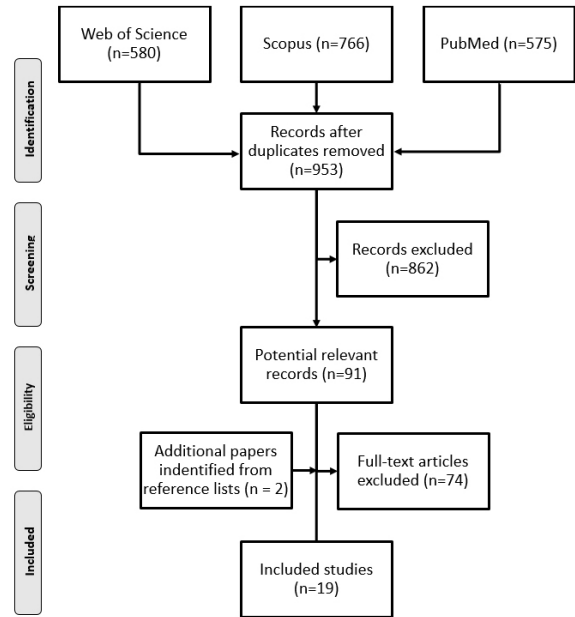 Web of Science
(n=580)
Scopus (n=766)
PubMed (n=575)
Identification
Records after
duplicates removed
(n=953)
Screening
Records excluded
(n=862)
Potential relevant
records (n=91)
Eligibility
Additional papers
indentified from
reference lists (n = 2)
Full-text articles
excluded (n=74)
Included
Included studies
(n=19)